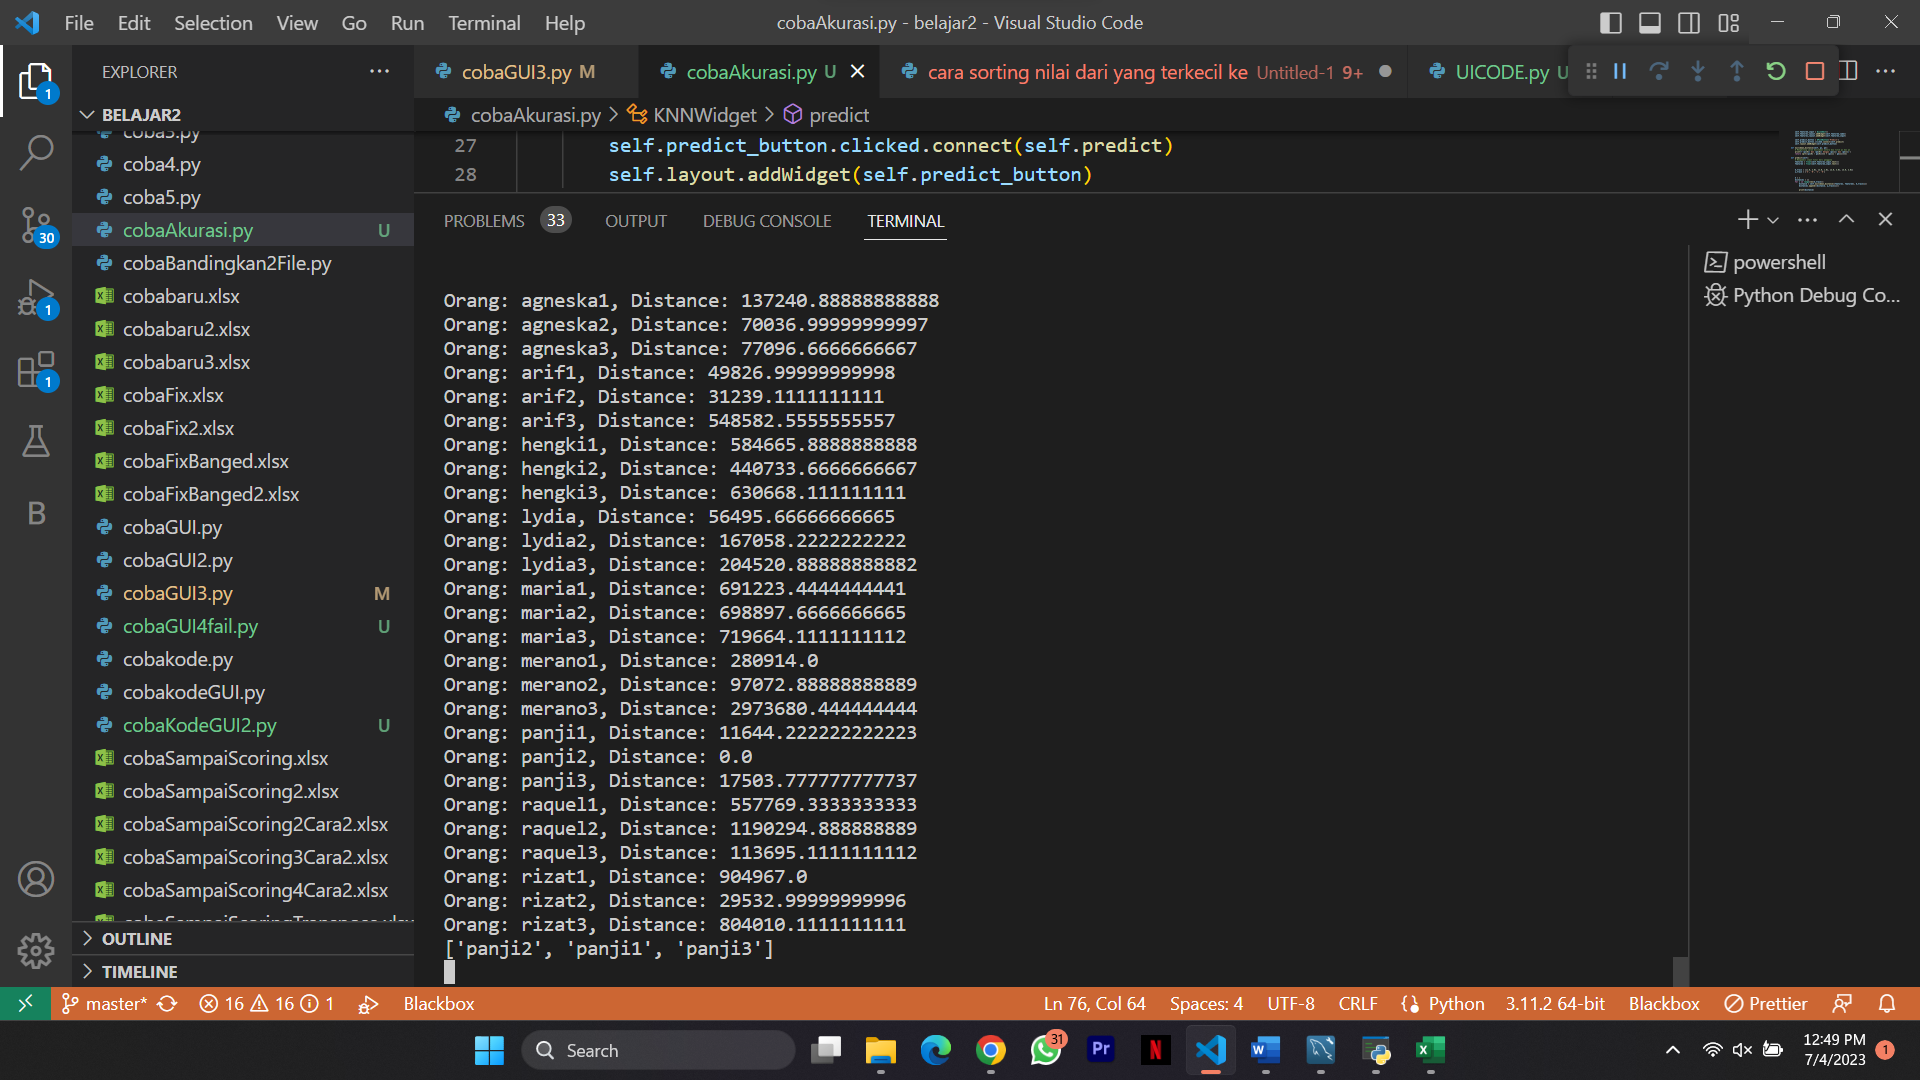 File Edit Selection View Go Run Terminal Help
cobaAkurasi.py - belajar2 - Visual Studio Code
EXPLORER
BELAJAR2
coba3.py
coba4.py
coba5.py
cobaAkurasi.py U
cobaBandingkan2File.py
cobabaru.xlsx
cobabaru2.xlsx
cobabaru3.xlsx
cobaFix.xlsx
cobaFix2.xlsx
cobaFixBanged.xlsx
cobaFixBanged2.xlsx
cobaGUI.py
cobaGUI2.py
cobaGUI3.py M
cobaGUI4fail.py U
cobakode.py
cobakodeGUI.py
cobaKodeGUI2.py U
cobaSampaiScoring.xlsx
cobaSampaiScoring2.xlsx
cobaSampaiScoring2Cara2.xlsx
cobaSampaiScoring3Cara2.xlsx
cobaSampaiScoring4Cara2.xlsx
OUTLINE
TIMELINE
1
30
1
1
B
cobaGUI3.py M
cobaAkurasi.py U
cara sorting nilai dari yang terkecil ke Untitled-1 9+
UICODE.py U
cobaAkurasi.py > KNNWidget > predict
27 self.predict_button.clicked.connect(self.predict)
28 self.layout.addWidget(self.predict_button)
PROBLEMS 33 OUTPUT DEBUG CONSOLE TERMINAL
powershell
Python Debug Co...
Orang: agneska1, Distance: 137240.88888888888
Orang: agneska2, Distance: 70036.99999999997
Orang: agneska3, Distance: 77096.6666666667
Orang: arif1, Distance: 49826.99999999998
Orang: arif2, Distance: 31239.1111111111
Orang: arif3, Distance: 548582.5555555557
Orang: hengki1, Distance: 584665.8888888888
Orang: hengki2, Distance: 440733.6666666667
Orang: hengki3, Distance: 630668.111111111
Orang: lydia, Distance: 56495.66666666665
Orang: lydia2, Distance: 167058.2222222222
Orang: lydia3, Distance: 204520.88888888882
Orang: maria1, Distance: 691223.4444444441
Orang: maria2, Distance: 698897.6666666665
Orang: maria3, Distance: 719664.1111111112
Orang: merano1, Distance: 280914.0
Orang: merano2, Distance: 97072.88888888889
Orang: merano3, Distance: 2973680.444444444
Orang: panji1, Distance: 11644.222222222223
Orang: panji2, Distance: 0.0
Orang: panji3, Distance: 17503.777777777737
Orang: raquel1, Distance: 557769.3333333333
Orang: raquel2, Distance: 1190294.888888889
Orang: raquel3, Distance: 113695.1111111112
Orang: rizat1, Distance: 904967.0
Orang: rizat2, Distance: 29532.99999999996
Orang: rizat3, Distance: 804010.1111111111
['panji2', 'panji1', 'panji3']
master* 16 16 1 Blackbox
Ln 76, Col 64 Spaces: 4 UTF-8 CRLF Python 3.11.2 64-bit Blackbox Prettier
Search
31
Pr
N
12:49 PM
7/4/2023
1